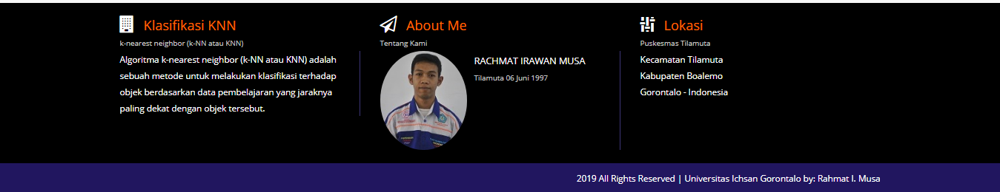 Klasifikasi KNN
k-nearest neighbor (k-NN atau KNN)
Algoritma k-nearest neighbor (k-NN atau KNN) adalah
sebuah metode untuk melakukan klasifikasi terhadap
objek berdasarkan data pembelajaran yang jaraknya
paling dekat dengan objek tersebut.
About Me
Tentang Kami
RACHMAT IRAWAN MUSA
Tilamuta 06 Juni 1997
Lokasi
Puskesmas Tilamuta
Kecamatan Tilamuta
Kabupaten Boalemo
Gorontalo - Indonesia
2019 All Rights Reserved | Universitas Ichsan Gorontalo by: Rahmat I. Musa